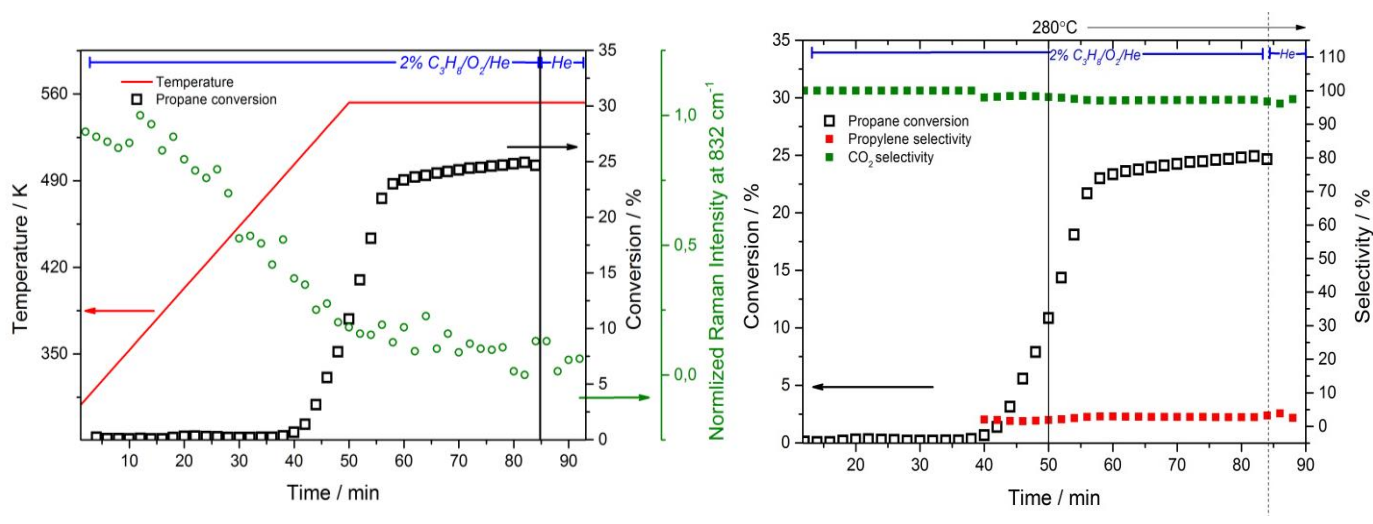 2% C₃H₈/O₂/He
He
Temperature
Propane conversion
560
490
420
350
Temperature / K
35
30
25
20
15
10
5
0
Conversion / %
1,0
0,5
0,0
Normlized Raman Intensity at 832 cm⁻¹
10 20 30 40 50 60 70 80 90
Time / min
280°C
2% C₃H₈/O₂/He
He
Propane conversion
Propylene selectivity
CO₂ selectivity
35
30
25
20
15
10
5
0
Conversion / %
110
100
90
80
70
60
50
40
30
20
10
0
Selectivity / %
20 30 40 50 60 70 80 90
Time / min